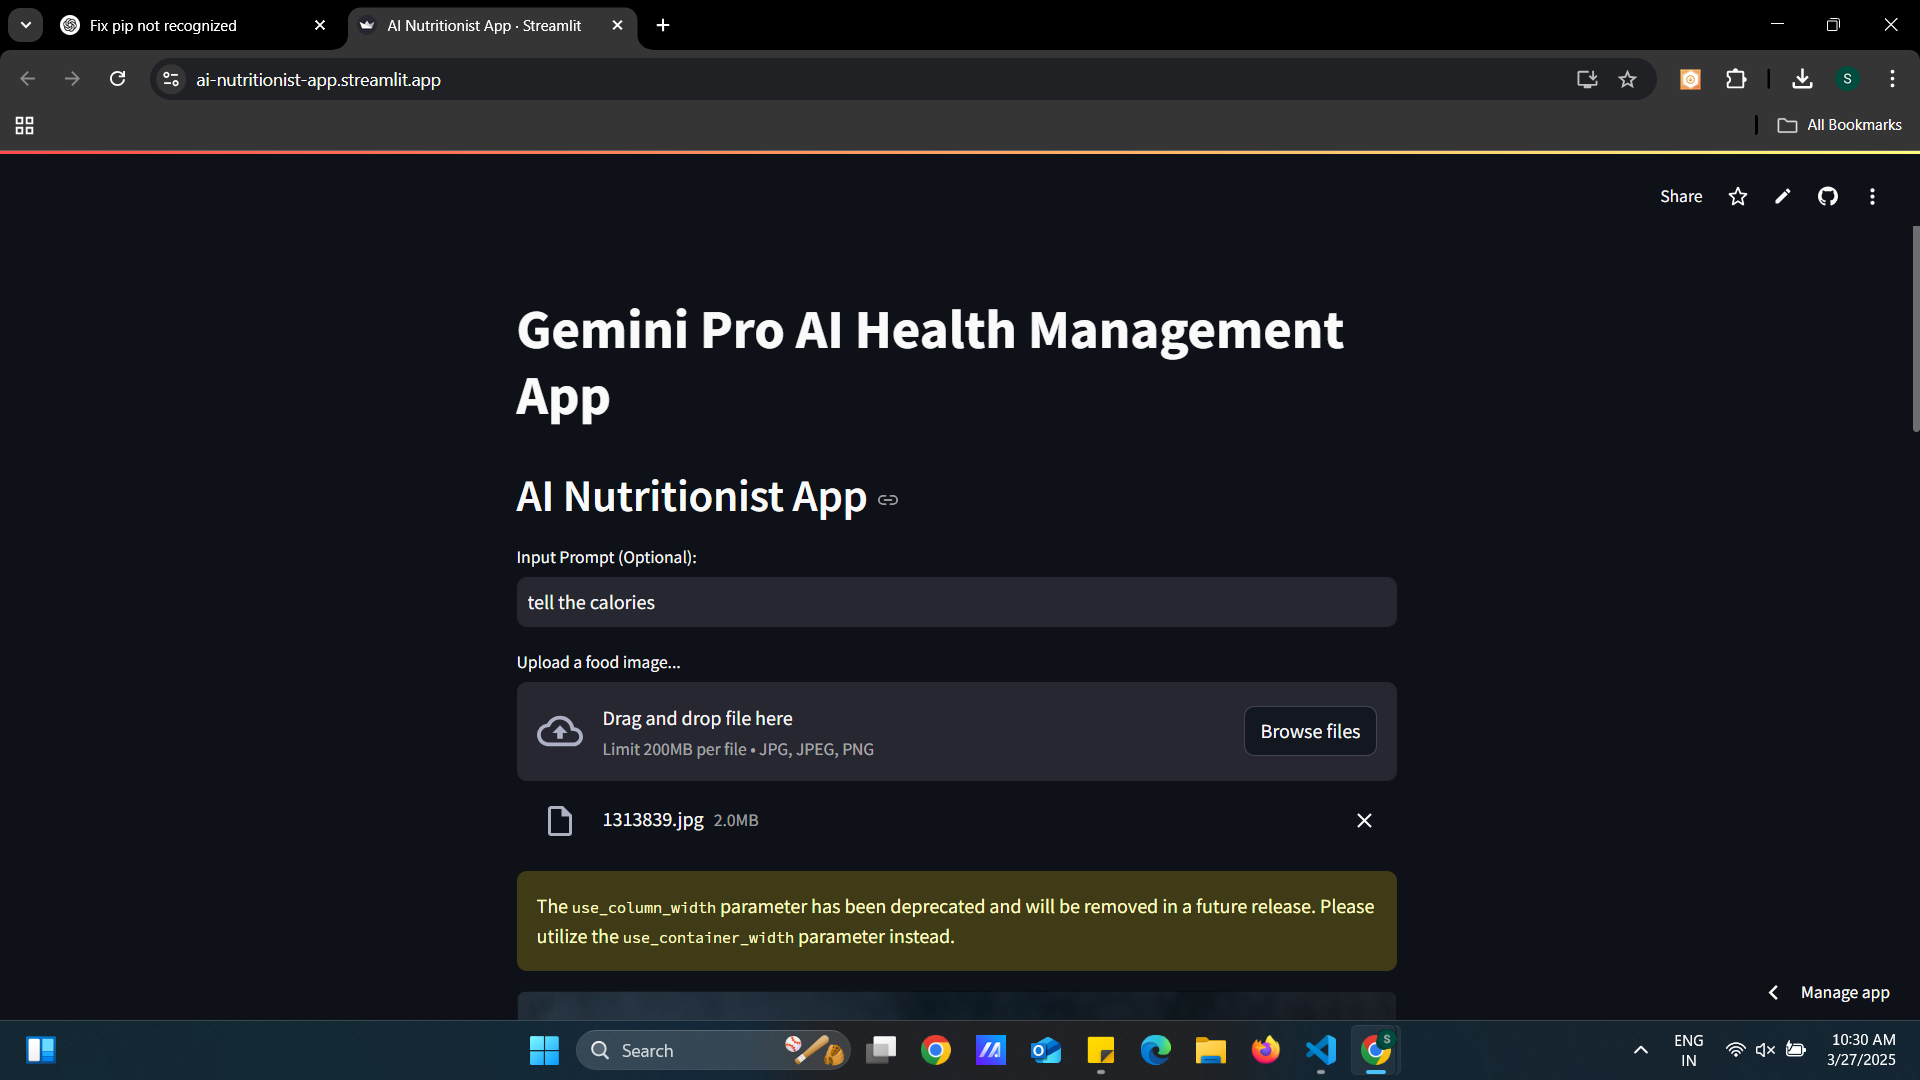 Fix pip not recognized
AI Nutritionist App · Streamlit
ai-nutritionist-app.streamlit.app
S
All Bookmarks
Share
Gemini Pro AI Health Management
App
AI Nutritionist App
Input Prompt (Optional):
tell the calories
Upload a food image...
Drag and drop file here
Limit 200MB per file • JPG, JPEG, PNG
Browse files
1313839.jpg 2.0MB
The use_column_width parameter has been deprecated and will be removed in a future release. Please
utilize the use_container_width parameter instead.
Manage app
Search
S
ENG
IN
10:30 AM
3/27/2025